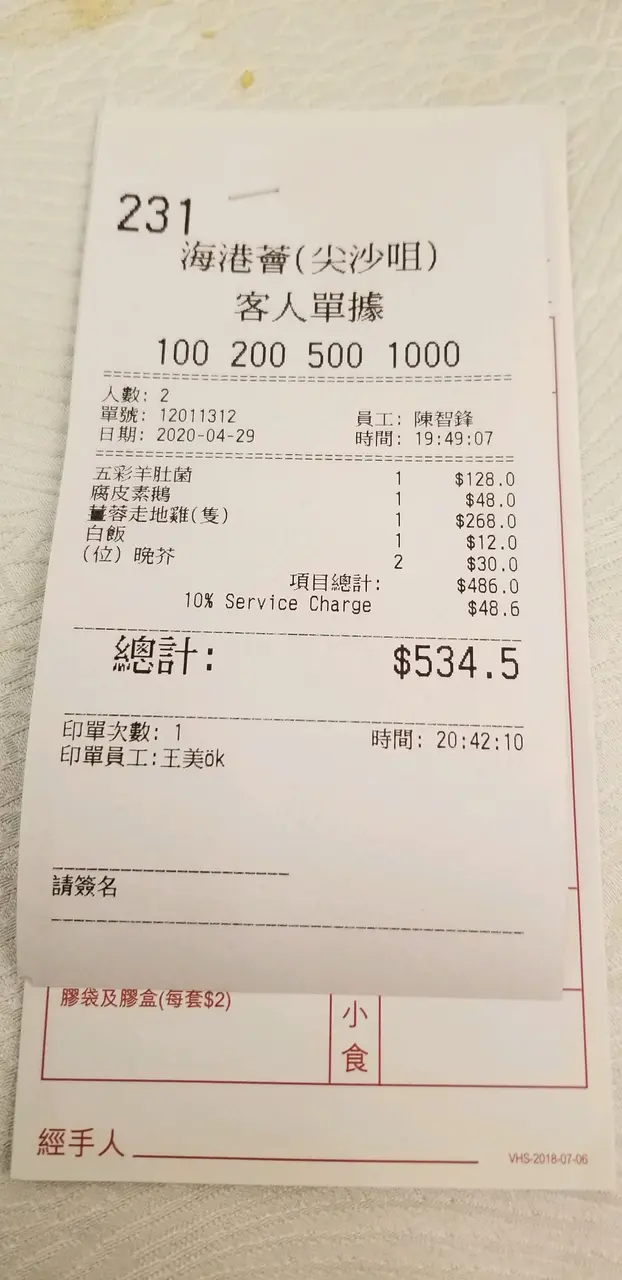 231
海港薈(尖沙咀)
客人單據
100 200 500 1000
人數: 2
單號: 12011312 員工: 陳智鋒
日期: 2020-04-29 時間: 19:49:07
五彩羊肚菌 1 $128.0
腐皮素鵝 1 $48.0
薑蓉走地雞(隻) 1 $268.0
白飯 1 $12.0
(位) 晚芥 2 $30.0
項目總計: $486.0
10% Service Charge $48.6
總計: $534.5
印單次數: 1 時間: 20:42:10
印單員工:王美ök
請簽名
膠袋及膠盒(每套$2)
小食
經手人
VHS-2018-07-06